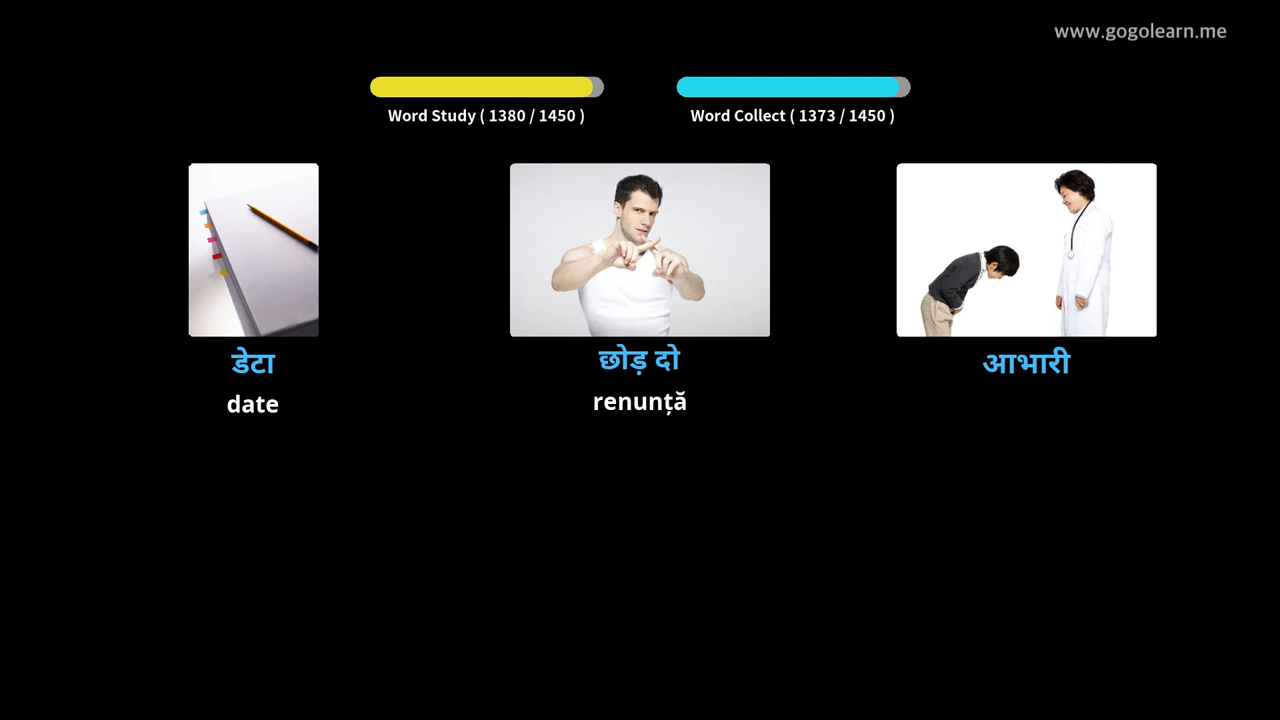 www.gogolearn.me
Word Study ( 1380 / 1450 )
Word Collect ( 1373 / 1450 )
डेटा
date
छोड़ दो
renunță
आभारी